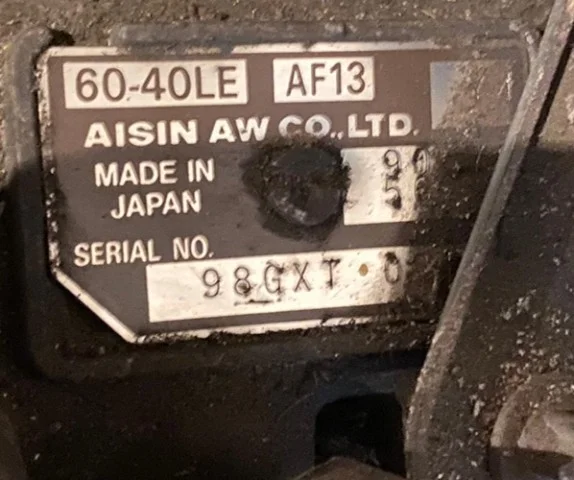 60-40LE AF13
AISIN AW CO., LTD.
MADE IN
JAPAN
SERIAL NO.
98GXT